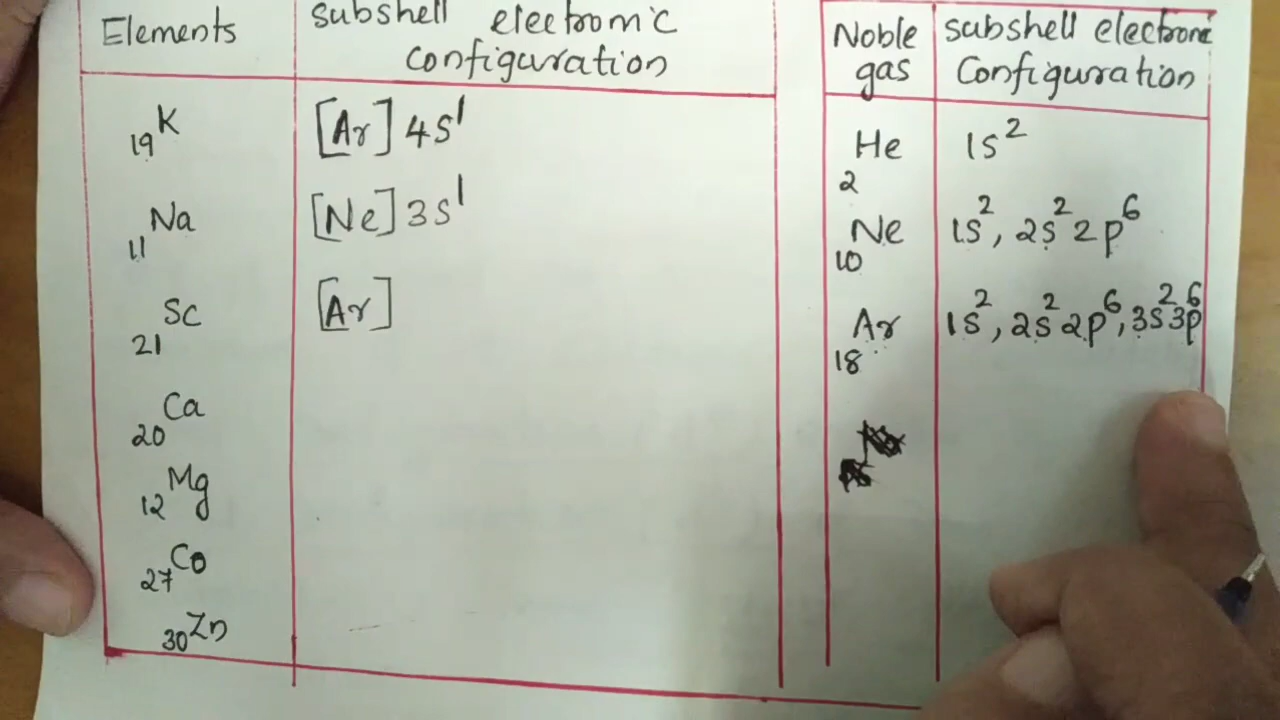 Elements
subshell electronic
configuration
19K
[Ar] 4s¹
11Na
[Ne] 3s¹
21Sc
[Ar]
20Ca
12Mg
27Co
30Zn
Noble
gas
subshell electronic
Configuration
He
2
1s²
Ne
10
1s², 2s² 2p⁶
Ar
18
1s², 2s² 2p⁶, 3s² 3p⁶